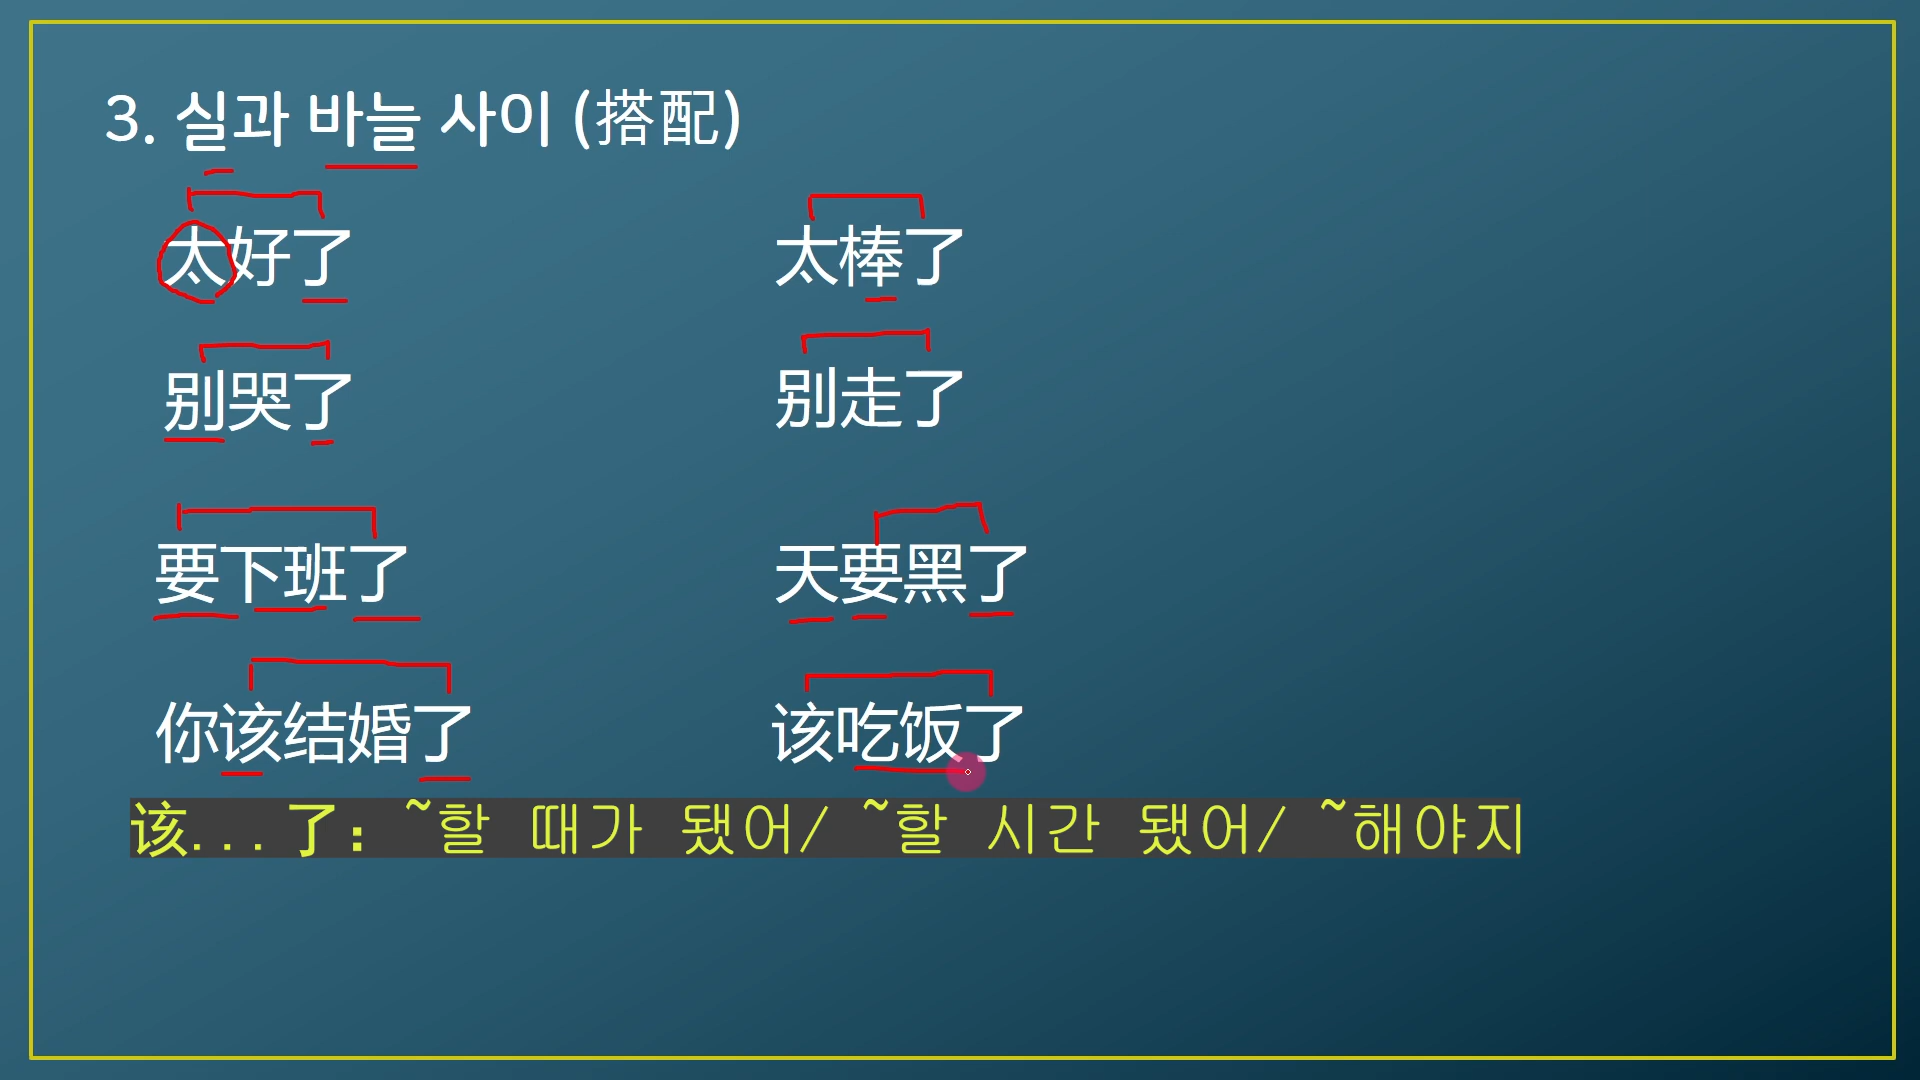 3. 실과 바늘 사이 (搭配)
太好了 太棒了
别哭了 别走了
要下班了 天要黑了
你该结婚了 该吃饭了
该...了: ~할 때가 됐어/ ~할 시간 됐어/ ~해야지